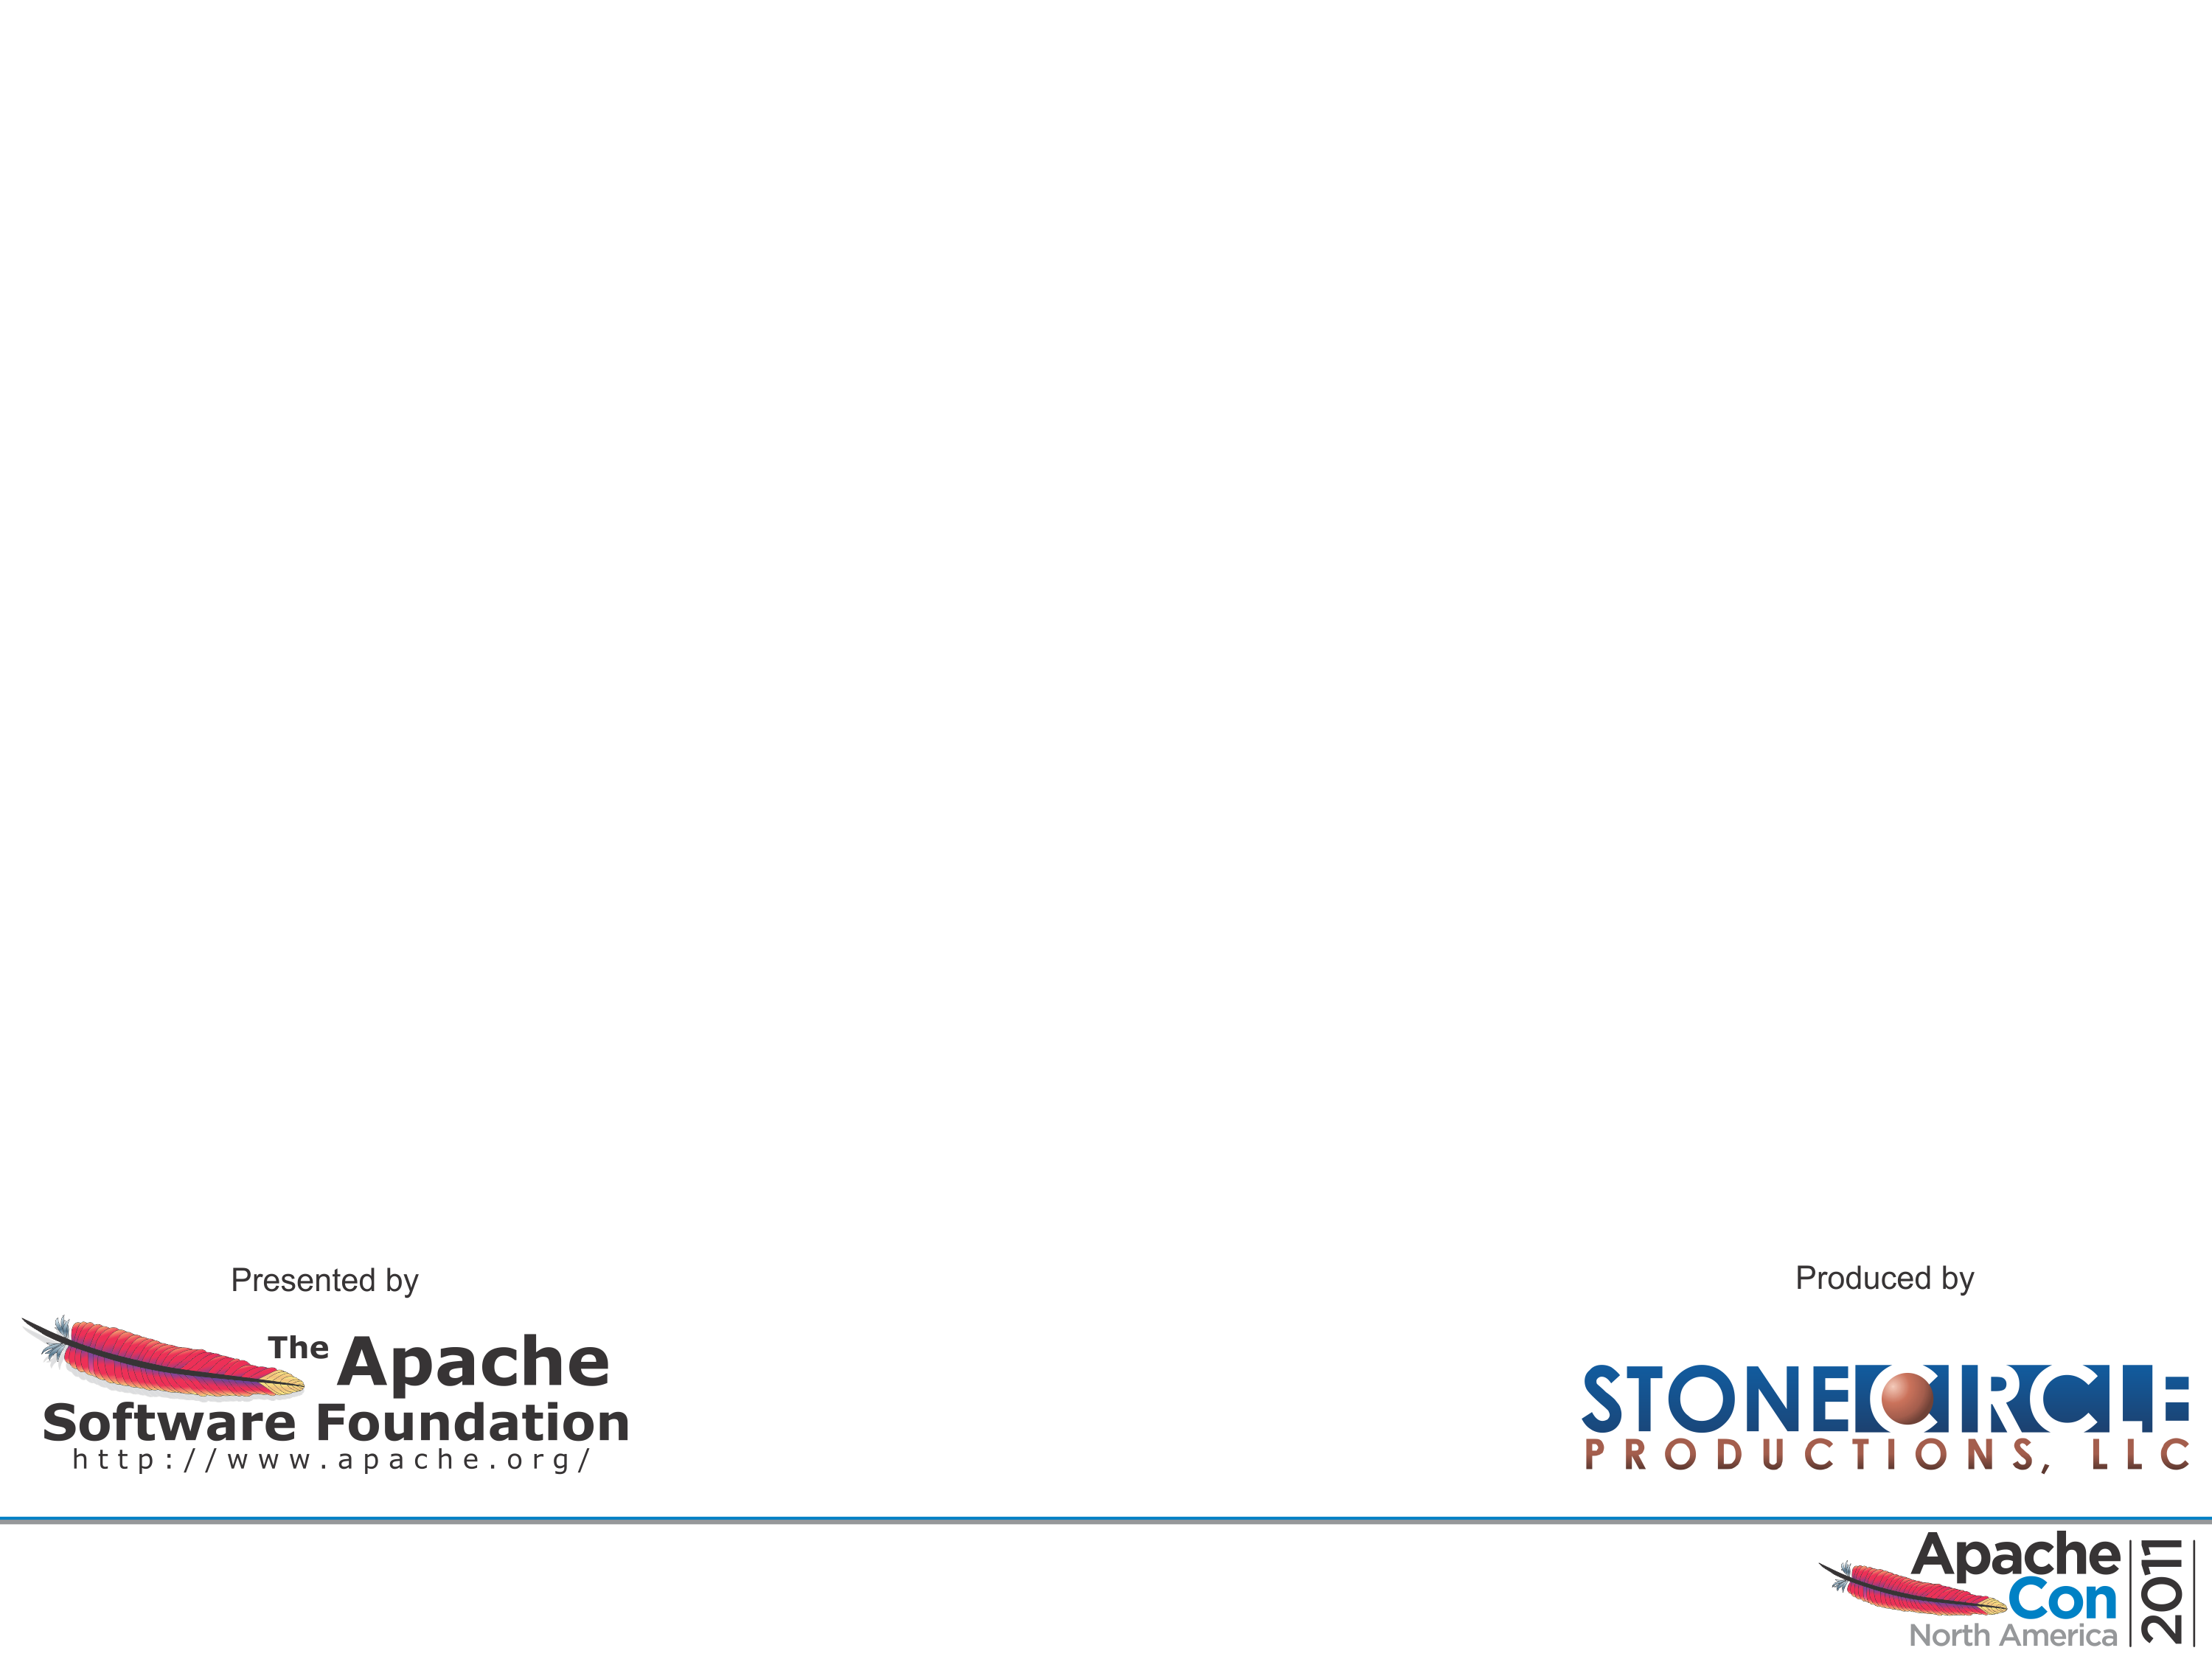 Presented by
The Apache
Software Foundation
http://www.apache.org/
Produced by
STONECIRCLE
PRODUCTIONS, LLC
Apache
Con
North America
2011